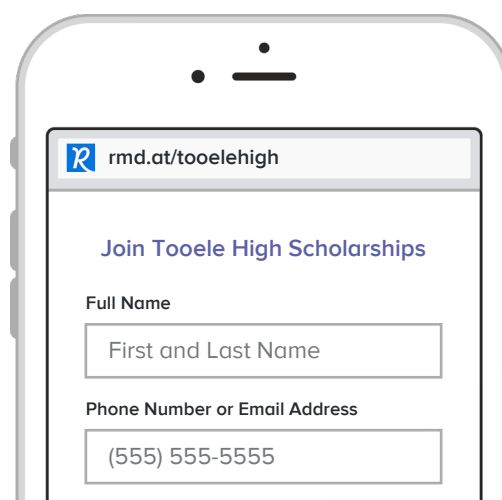 R rmd.at/tooelehigh
Join Tooele High Scholarships
Full Name
First and Last Name
Phone Number or Email Address
(555) 555-5555